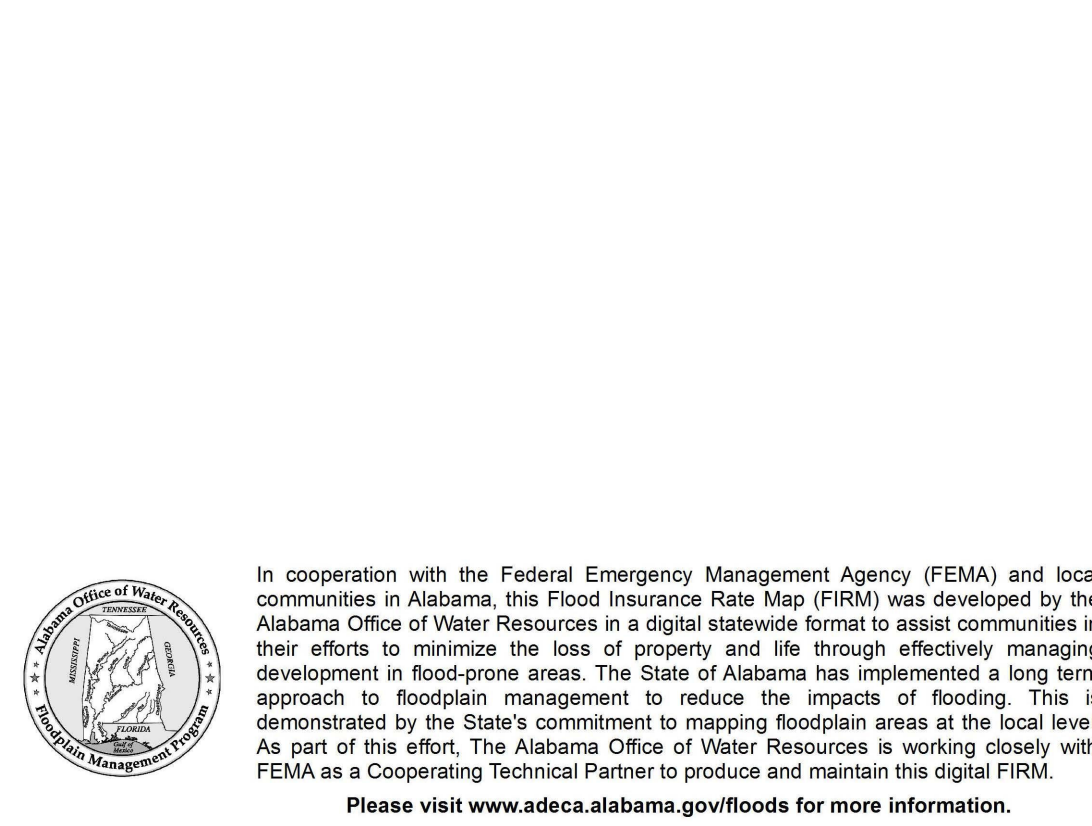 Alabama Office of Water Resources
TENNESSEE
MISSISSIPPI
GEORGIA
FLORIDA
Gulf of
Mexico
Floodplain Management Program
In cooperation with the Federal Emergency Management Agency (FEMA) and loca
communities in Alabama, this Flood Insurance Rate Map (FIRM) was developed by the
Alabama Office of Water Resources in a digital statewide format to assist communities in
their efforts to minimize the loss of property and life through effectively managing
development in flood-prone areas. The State of Alabama has implemented a long term
approach to floodplain management to reduce the impacts of flooding. This is
demonstrated by the State's commitment to mapping floodplain areas at the local leve
As part of this effort, The Alabama Office of Water Resources is working closely with
FEMA as a Cooperating Technical Partner to produce and maintain this digital FIRM.
Please visit www.adeca.alabama.gov/floods for more information.